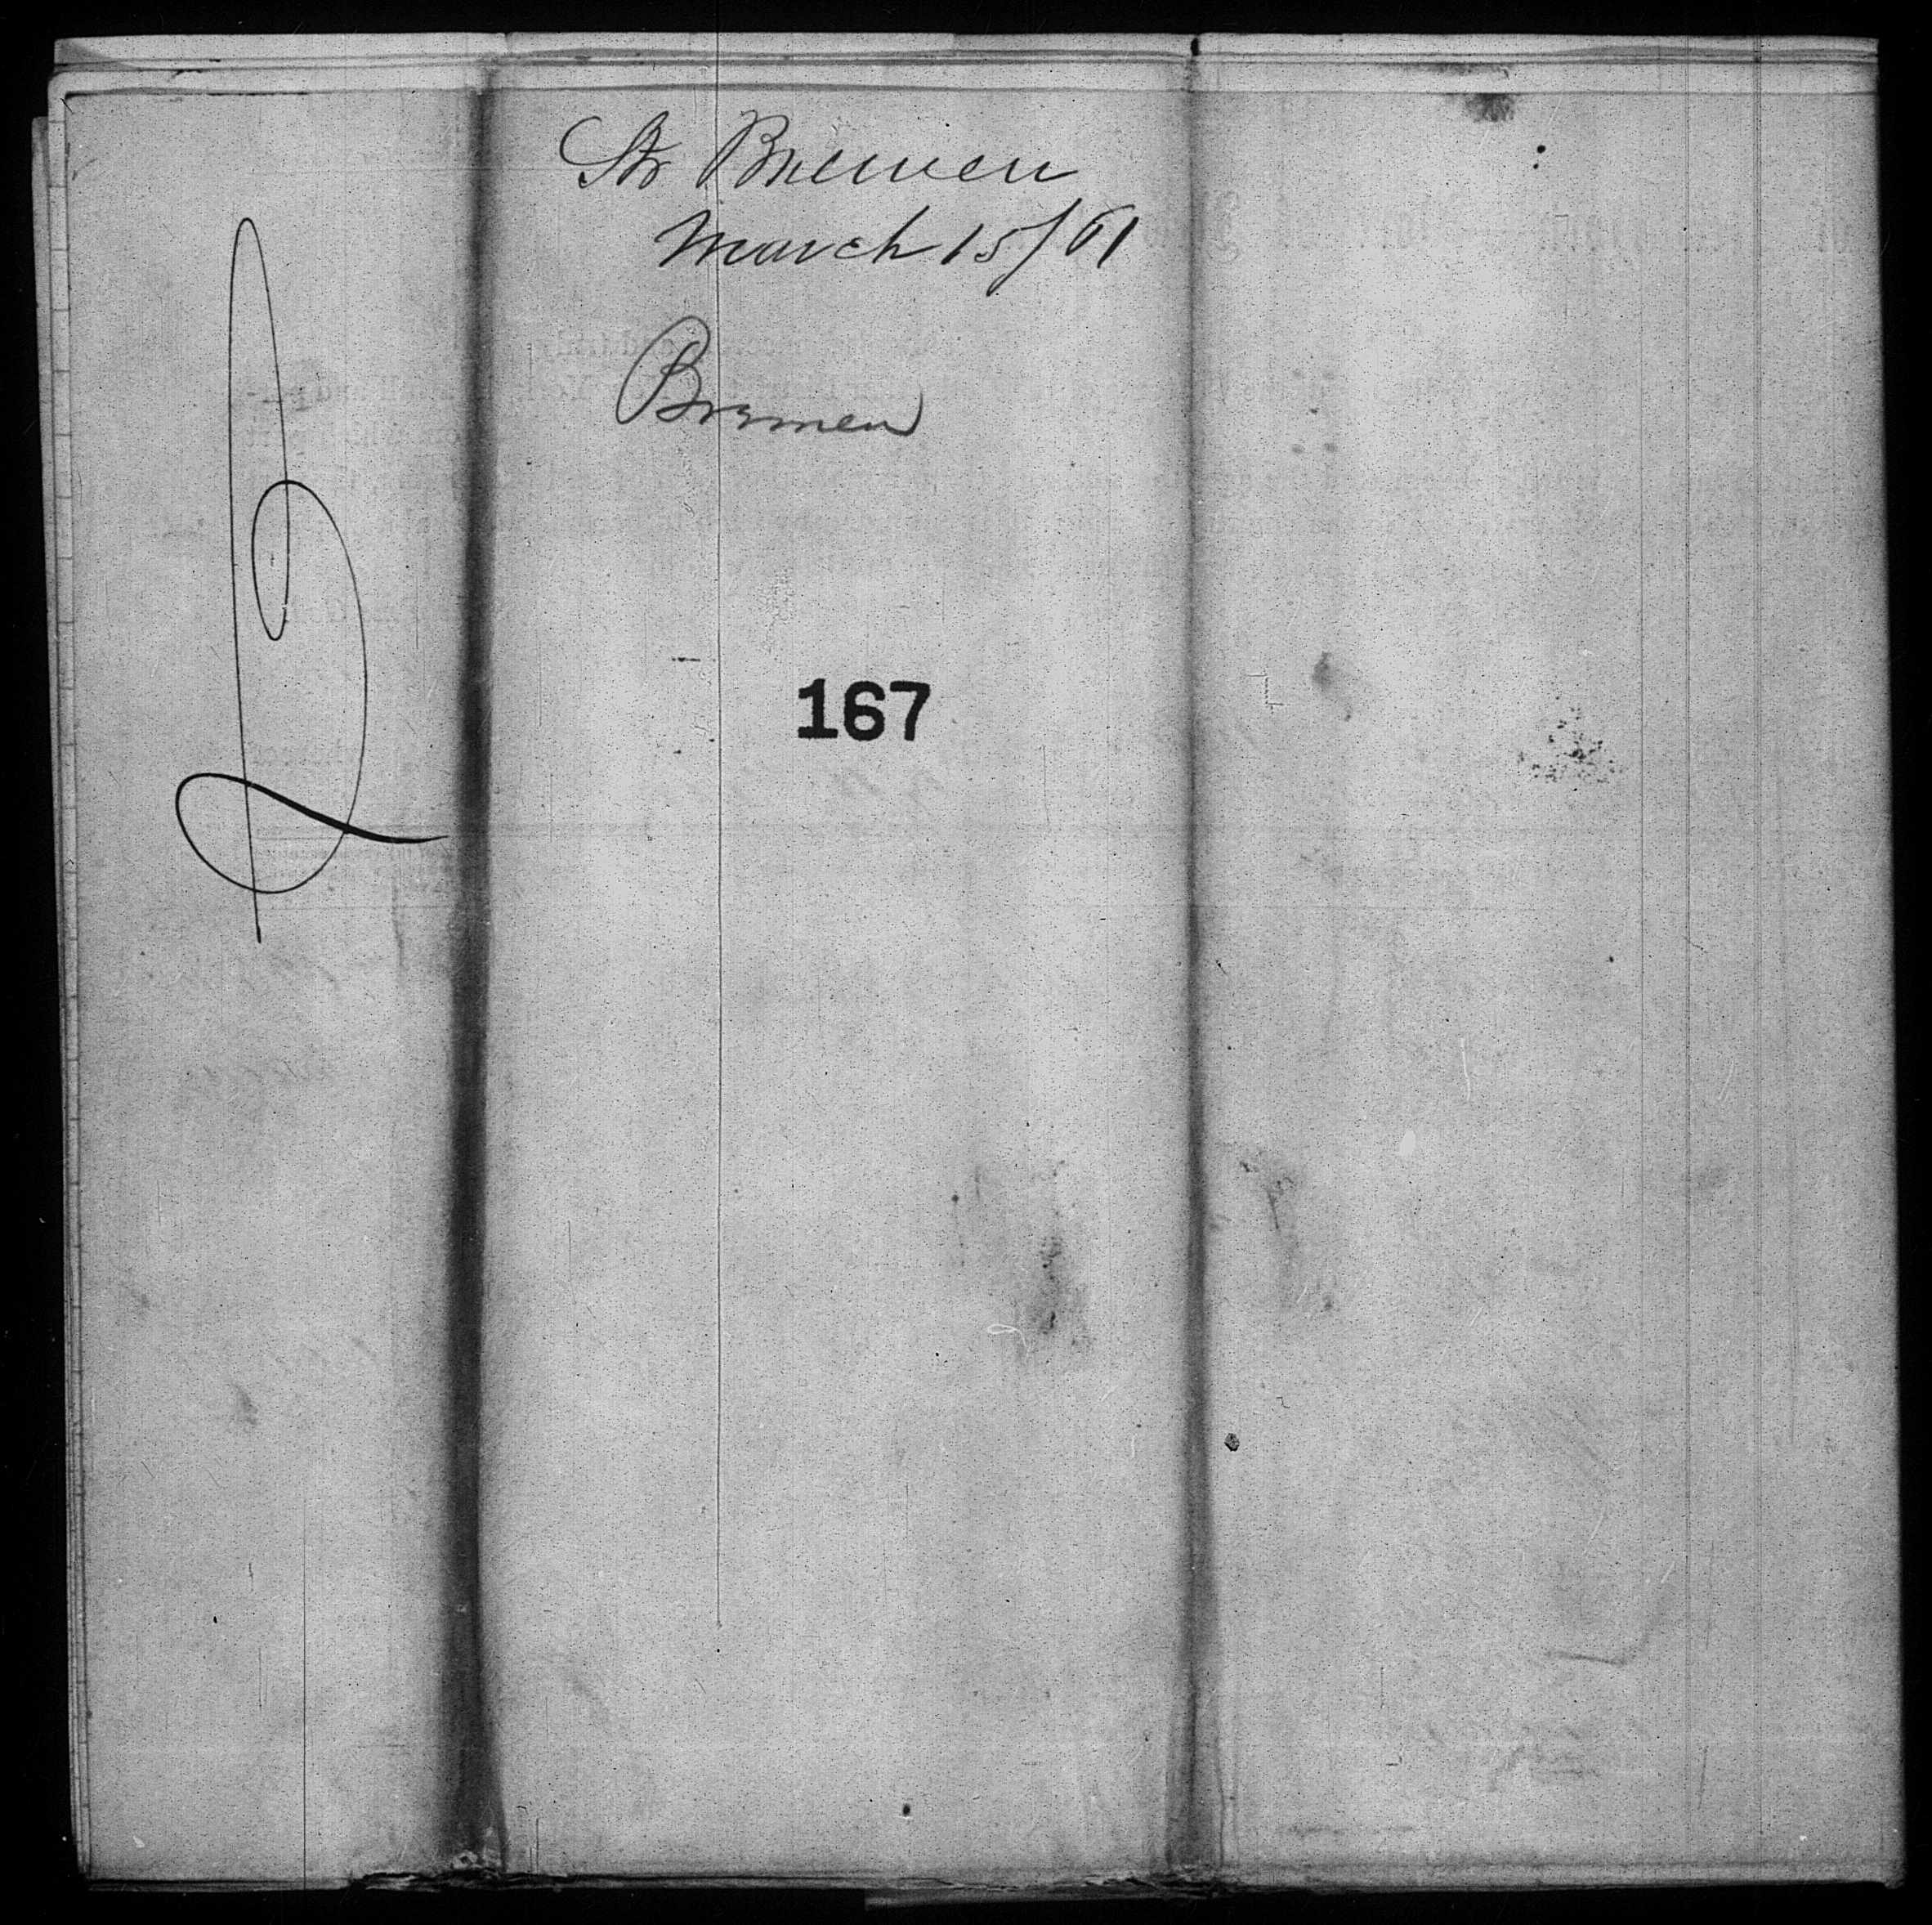 Str Bremen
March 15/61
Bremen
167